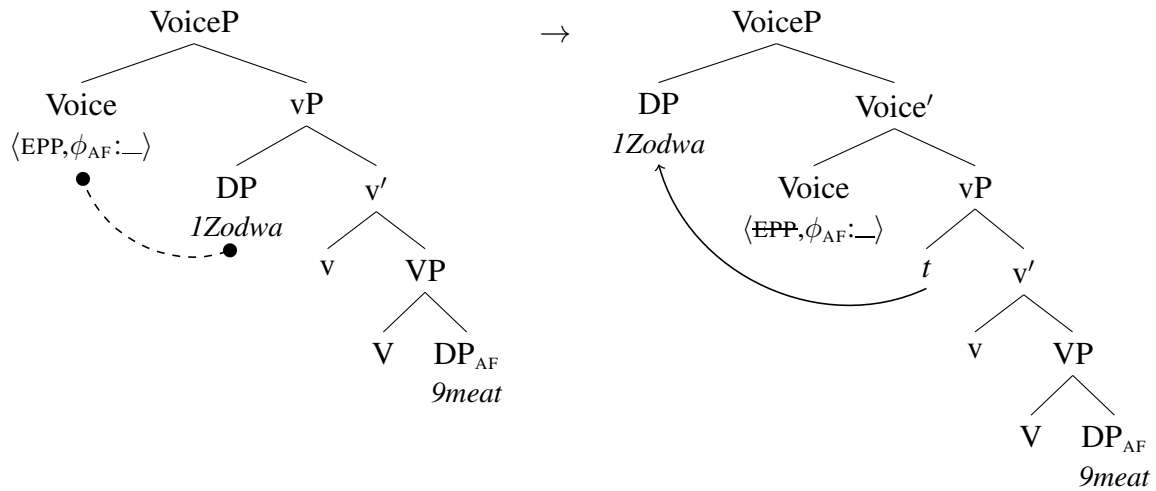 VoiceP
Voice vP
⟨EPP,ϕAF:__⟩
DP v′
1Zodwa
v VP
V DPAF
9meat
→
VoiceP
DP Voice′
1Zodwa
Voice vP
⟨EPP,ϕAF:__⟩
t v′
v VP
V DPAF
9meat